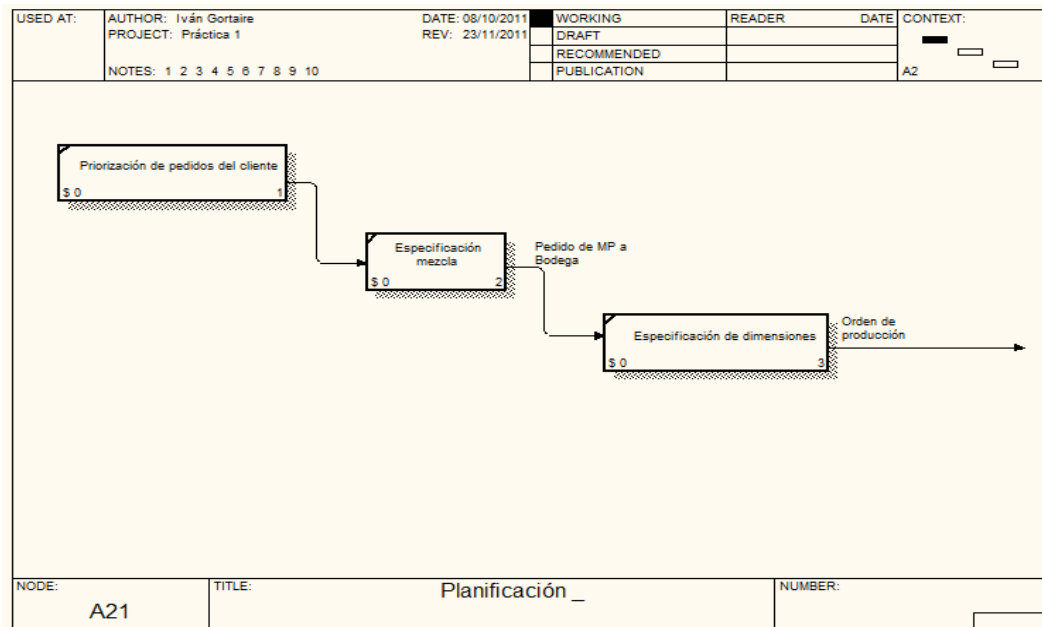 USED AT:
AUTHOR: Iván Gortaire
DATE: 08/10/2011
WORKING
READER
DATE
CONTEXT:
PROJECT: Práctica 1
REV: 23/11/2011
DRAFT
RECOMMENDED
NOTES: 1 2 3 4 5 6 7 8 9 10
PUBLICATION
A2
Priorización de pedidos del cliente
$ 0
1
Especificación
mezcla
$ 0
2
Pedido de MP a
Bodega
Especificación de dimensiones
$ 0
3
Orden de
producción
NODE:
A21
TITLE:
Planificación _
NUMBER: